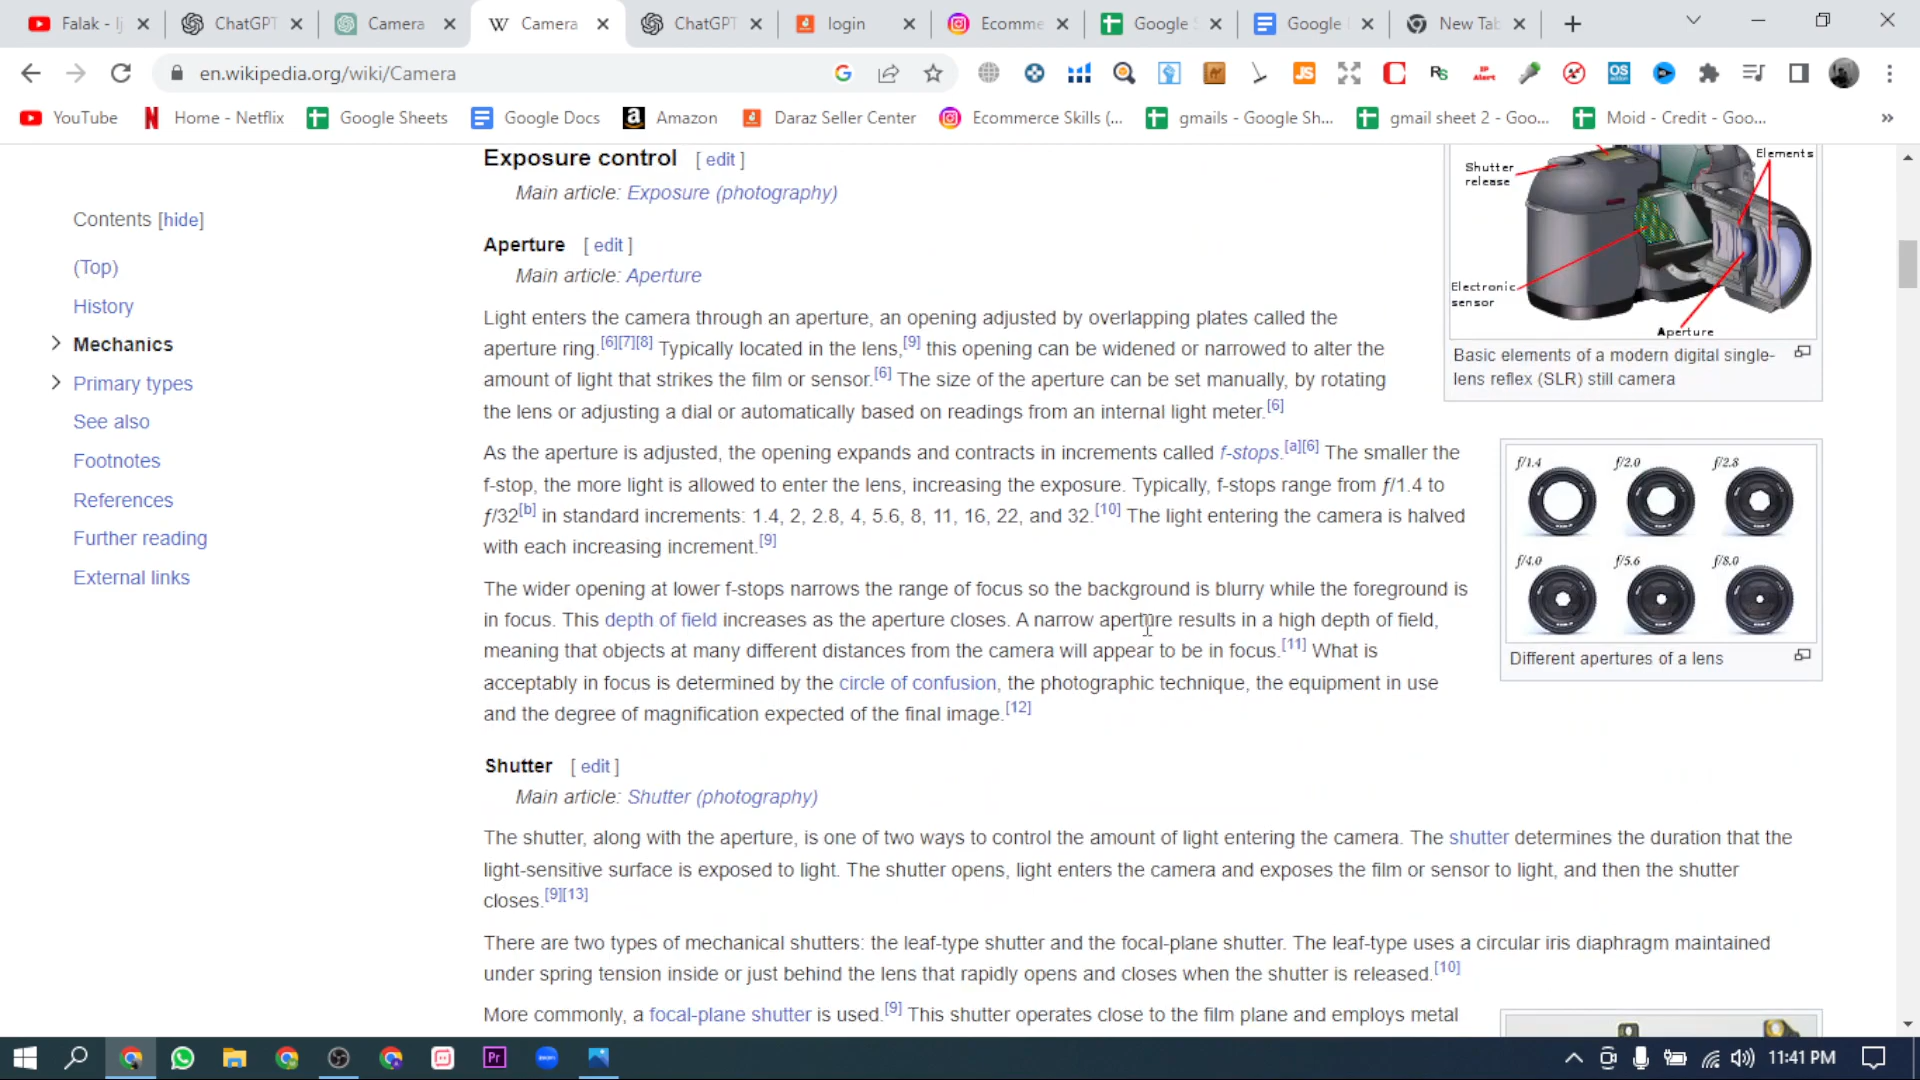 Falak - Ij
ChatGPT
Camera
Camera
ChatGPT
login
Ecomme
Google S
Google
New Tab
en.wikipedia.org/wiki/Camera
YouTube
Home - Netflix
Google Sheets
Google Docs
Amazon
Daraz Seller Center
Ecommerce Skills (...
gmails - Google Sh...
gmail sheet 2 - Goo...
Moid - Credit - Goo...
»
Contents [hide]
(Top)
History
Mechanics
Primary types
See also
Footnotes
References
Further reading
External links
Exposure control [ edit ]
Main article: Exposure (photography)
Aperture [ edit ]
Main article: Aperture
Light enters the camera through an aperture, an opening adjusted by overlapping plates called the
aperture ring.[6][7][8] Typically located in the lens,[9] this opening can be widened or narrowed to alter the
amount of light that strikes the film or sensor.[6] The size of the aperture can be set manually, by rotating
the lens or adjusting a dial or automatically based on readings from an internal light meter.[6]
As the aperture is adjusted, the opening expands and contracts in increments called f-stops.[a][6] The smaller the
f-stop, the more light is allowed to enter the lens, increasing the exposure. Typically, f-stops range from ƒ/1.4 to
ƒ/32[b] in standard increments: 1.4, 2, 2.8, 4, 5.6, 8, 11, 16, 22, and 32.[10] The light entering the camera is halved
with each increasing increment.[9]
The wider opening at lower f-stops narrows the range of focus so the background is blurry while the foreground is
in focus. This depth of field increases as the aperture closes. A narrow aperture results in a high depth of field,
meaning that objects at many different distances from the camera will appear to be in focus.[11] What is
acceptably in focus is determined by the circle of confusion, the photographic technique, the equipment in use
and the degree of magnification expected of the final image.[12]
Shutter [ edit ]
Main article: Shutter (photography)
The shutter, along with the aperture, is one of two ways to control the amount of light entering the camera. The shutter determines the duration that the
light-sensitive surface is exposed to light. The shutter opens, light enters the camera and exposes the film or sensor to light, and then the shutter
closes.[9][13]
There are two types of mechanical shutters: the leaf-type shutter and the focal-plane shutter. The leaf-type uses a circular iris diaphragm maintained
under spring tension inside or just behind the lens that rapidly opens and closes when the shutter is released.[10]
More commonly, a focal-plane shutter is used.[9] This shutter operates close to the film plane and employs metal
Elements
Shutter
release
Electronic
sensor
Aperture
Basic elements of a modern digital single-
lens reflex (SLR) still camera
f/1.4 f/2.0 f/2.8
f/4.0 f/5.6 f/8.0
Different apertures of a lens
11:41 PM